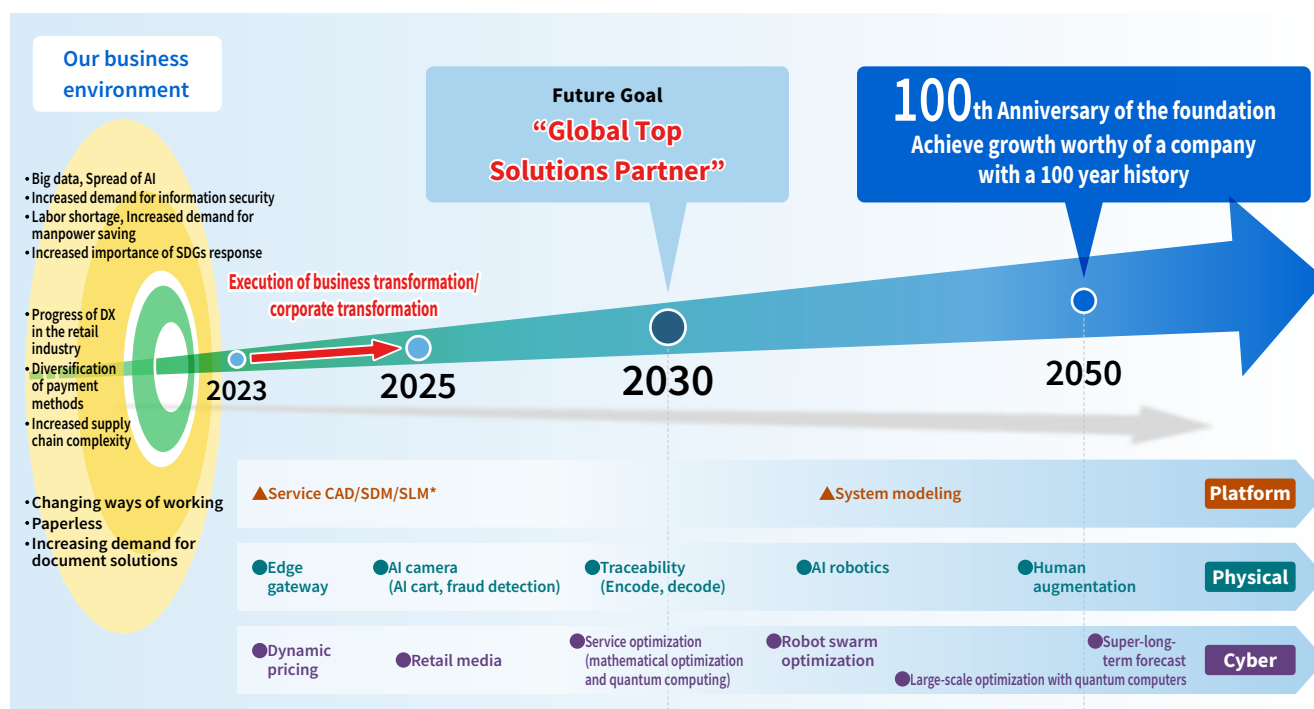 Our business
environment
• Big data, Spread of AI
• Increased demand for information security
• Labor shortage, Increased demand for
manpower saving
• Increased importance of SDGs response
• Progress of DX
in the retail
industry
• Diversification
of payment
methods
• Increased supply
chain complexity
• Changing ways of working
• Paperless
• Increasing demand for
document solutions
Future Goal
“Global Top
Solutions Partner”
100th Anniversary of the foundation
Achieve growth worthy of a company
with a 100 year history
Execution of business transformation/
corporate transformation
2023
2025
2030
2050
▲Service CAD/SDM/SLM*
▲System modeling
Platform
●Edge
gateway
●AI camera
(AI cart, fraud detection)
●Traceability
(Encode, decode)
●AI robotics
●Human
augmentation
Physical
●Dynamic
pricing
●Retail media
●Service optimization
(mathematical optimization
and quantum computing)
●Robot swarm
optimization
●Super-long-
term forecast
●Large-scale optimization with quantum computers
Cyber